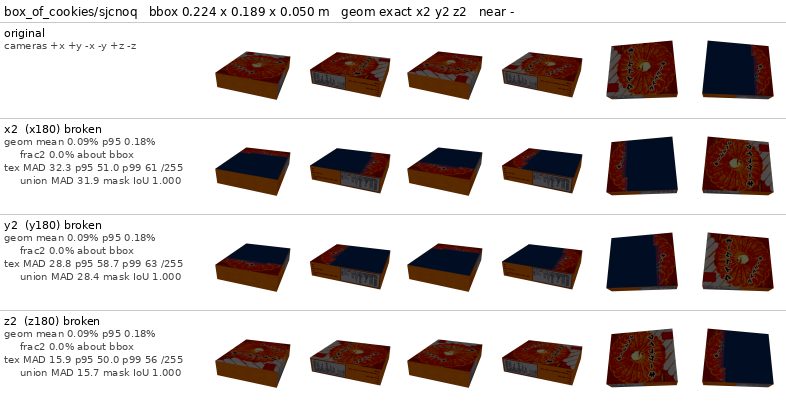 box_of_cookies/sjcnoq bbox 0.224 x 0.189 x 0.050 m geom exact x2 y2 z2 near -
original
cameras +x +y -x -y +z -z
x2 (x180) broken
geom mean 0.09% p95 0.18%
frac2 0.0% about bbox
tex MAD 32.3 p95 51.0 p99 61 /255
union MAD 31.9 mask IoU 1.000
y2 (y180) broken
geom mean 0.09% p95 0.18%
frac2 0.0% about bbox
tex MAD 28.8 p95 58.7 p99 63 /255
union MAD 28.4 mask IoU 1.000
z2 (z180) broken
geom mean 0.09% p95 0.18%
frac2 0.0% about bbox
tex MAD 15.9 p95 50.0 p99 56 /255
union MAD 15.7 mask IoU 1.000